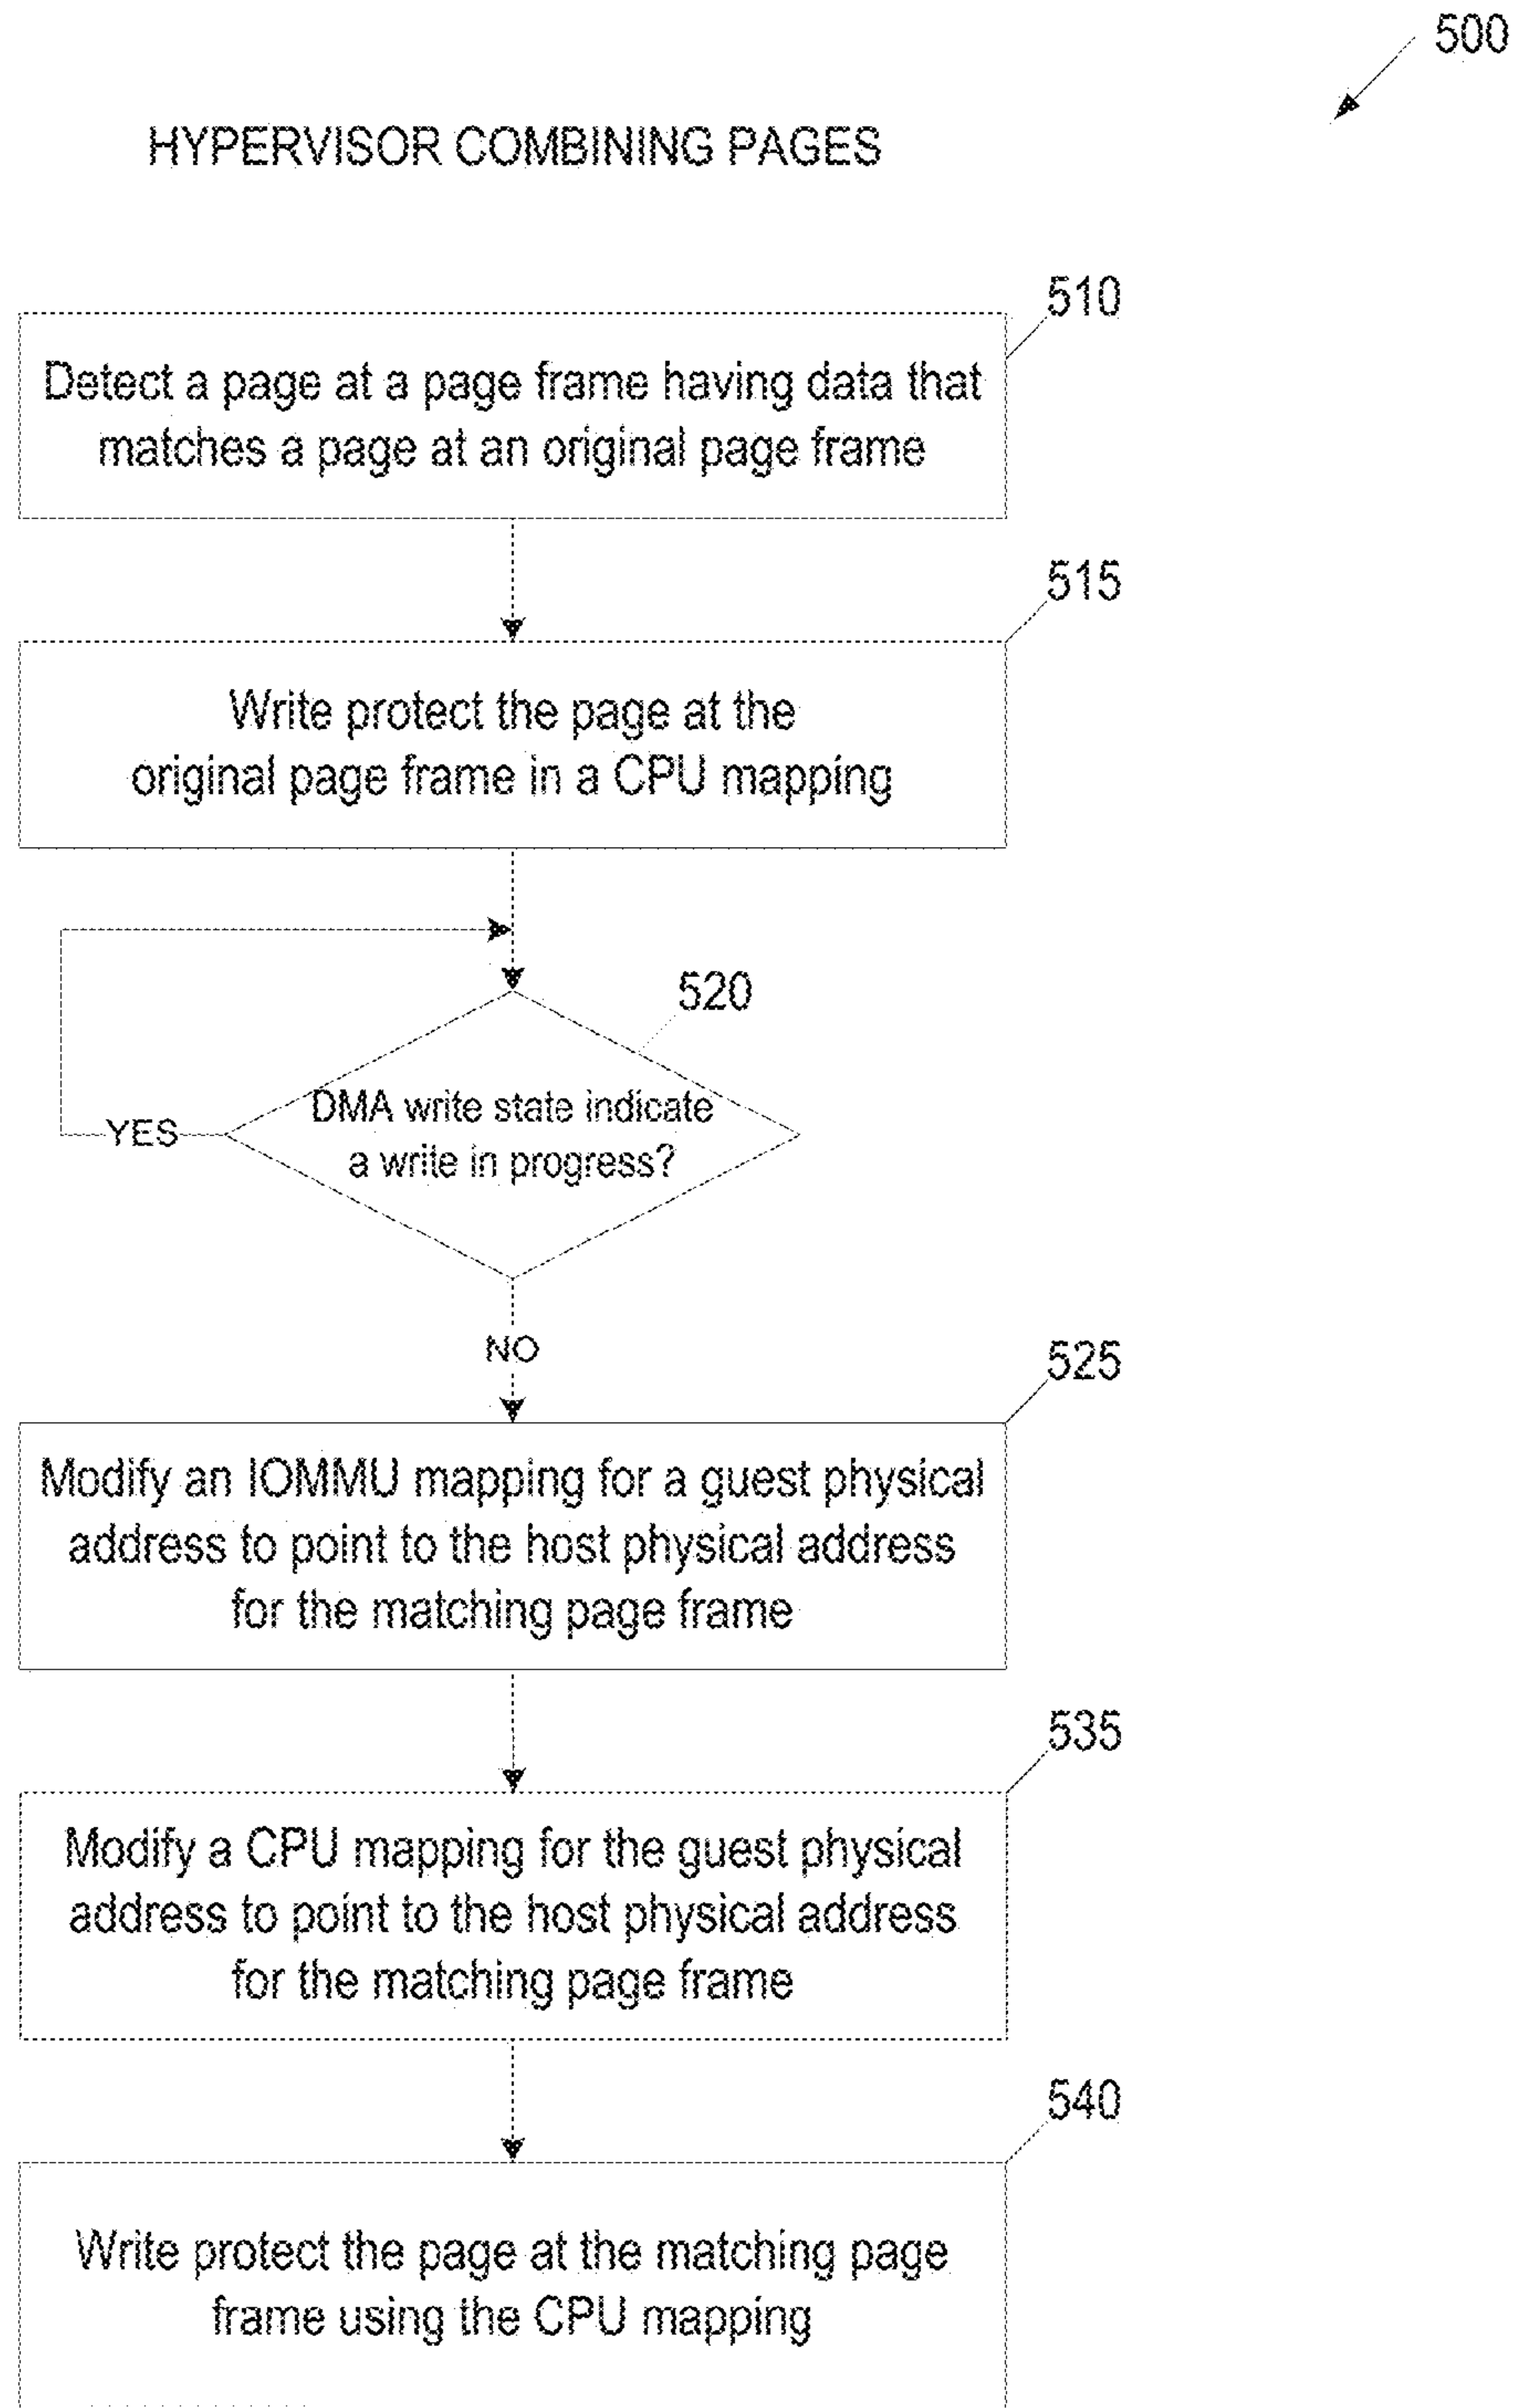 500
HYPERVISOR COMBINING PAGES
510
Detect a page at a page frame having data that
matches a page at an original page frame
515
Write protect the page at the
original page frame in a CPU mapping
520
DMA write state indicate
a write in progress?
YES
NO
525
Modify an IOMMU mapping for a guest physical
address to point to the host physical address
for the matching page frame
535
Modify a CPU mapping for the guest physical
address to point to the host physical address
for the matching page frame
540
Write protect the page at the matching page
frame using the CPU mapping